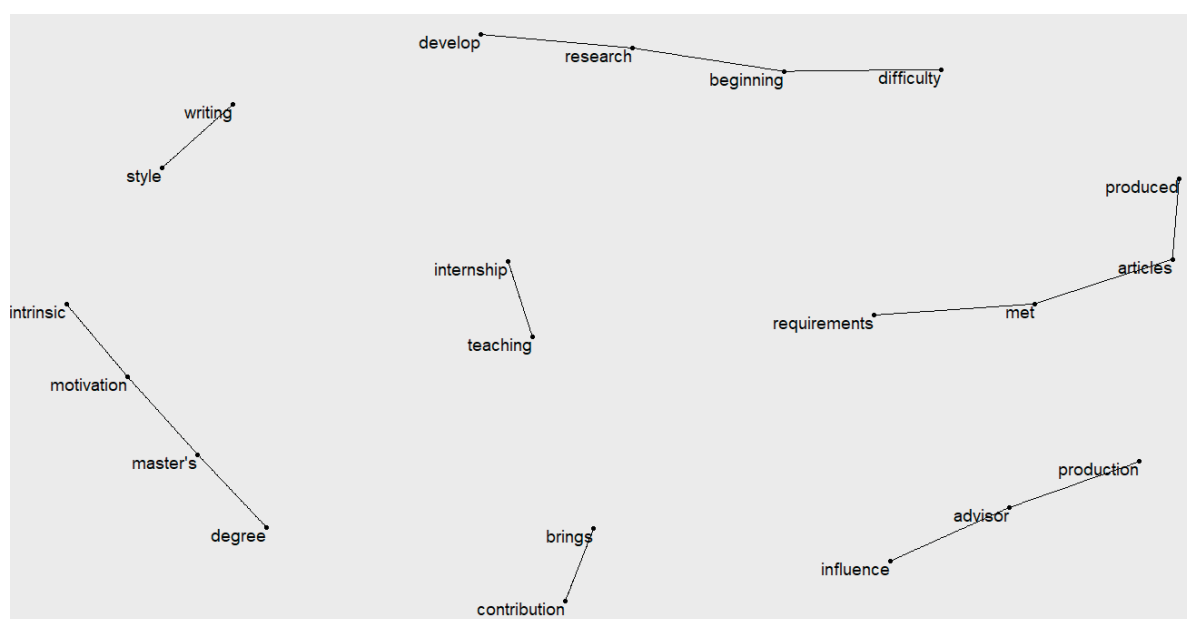 develop
research
beginning
difficulty
writing
style
produced
internship
articles
intrinsic
requirements
met
teaching
motivation
master's
production
degree
brings
advisor
influence
contribution